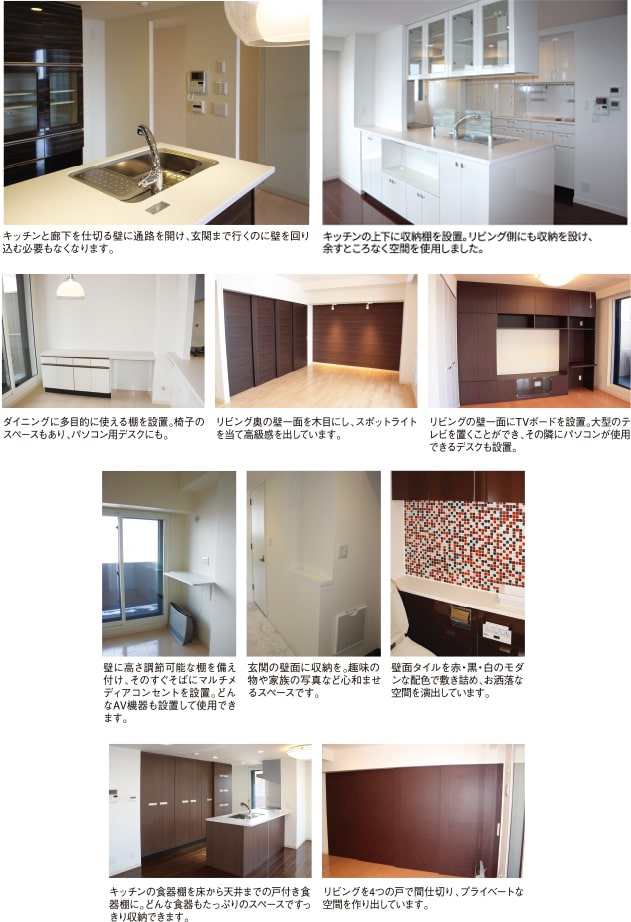 キッチンと廊下を仕切る壁に通路を開け、玄関まで行くのに壁を回り
込む必要もなくなります。
キッチンの上下に収納棚を設置。リビング側にも収納を設け、
余すところなく空間を使用しました。
ダイニングに多目的に使える棚を設置。椅子の
スペースもあり、パソコン用デスクにも。
リビング奥の壁一面を木目にし、スポットライト
を当て高級感を出しています。
リビングの壁一面にTVボードを設置。大型のテ
レビを置くことができ、その隣にパソコンが使用
できるデスクも設置。
壁に高さ調節可能な棚を備え
付け、そのすぐそばにマルチメ
ディアコンセントを設置。どん
なAV機器も設置して使用でき
ます。
玄関の壁面に収納を。趣味の
物や家族の写真など心和ませ
るスペースです。
壁面タイルを赤・黒・白のモダ
ンな配色で敷き詰め、お洒落な
空間を演出しています。
キッチンの食器棚を床から天井までの戸付き食
器棚に。どんな食器もたっぷりのスペースですっ
きり収納できます。
リビングを4つの戸で間仕切り、プライベートな
空間を作り出しています。